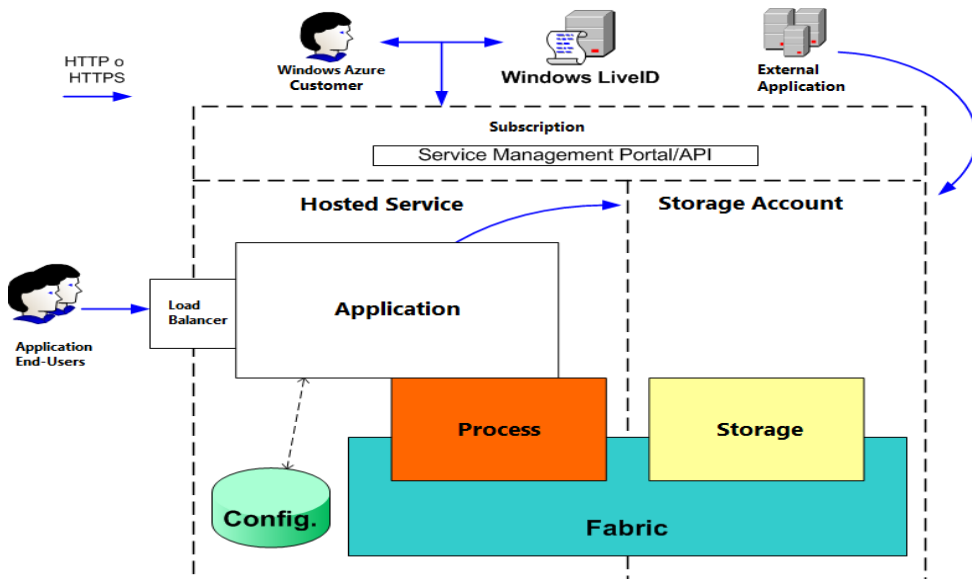 HTTP o
HTTPS
Windows Azure
Customer
Windows LiveID
External
Application
Subscription
Service Management Portal/API
Hosted Service
Storage Account
Application
Load
Balancer
Application
End-Users
Process
Storage
Config.
Fabric